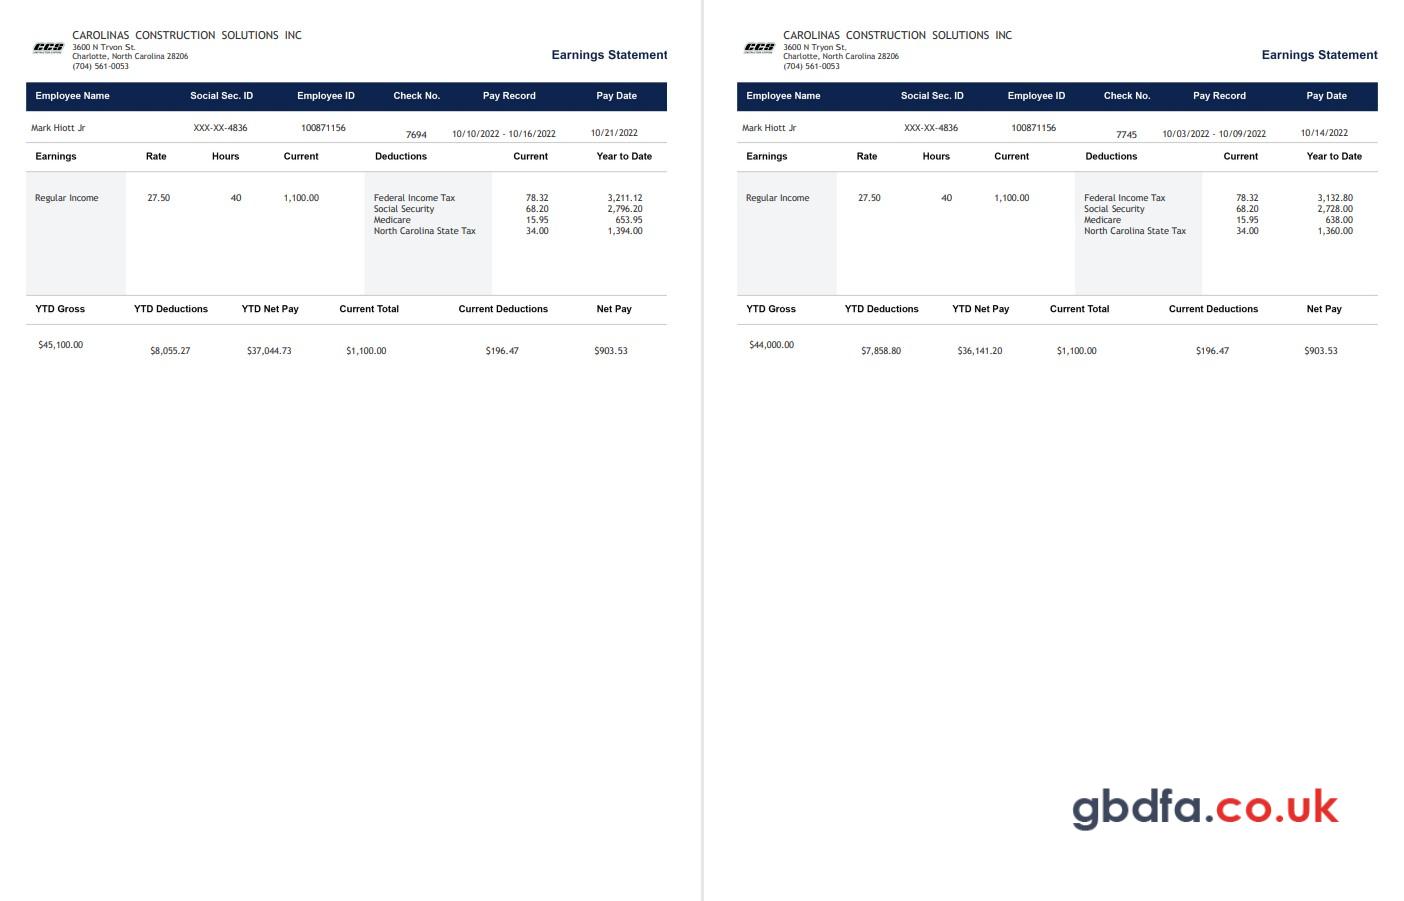 CAROLINAS CONSTRUCTION SOLUTIONS INC
CCS
3600 N Tryon St.
Charlotte, North Carolina 28206
(704) 561-0053
Earnings Statement
Employee Name Social Sec. ID Employee ID Check No. Pay Record Pay Date
Mark Hiott Jr XXX-XX-4836 100871156 7694 10/10/2022 - 10/16/2022 10/21/2022
Earnings Rate Hours Current Deductions Current Year to Date
Regular Income 27.50 40 1,100.00 Federal Income Tax 78.32 3,211.12
Social Security 68.20 2,796.20
Medicare 15.95 653.95
North Carolina State Tax 34.00 1,394.00
YTD Gross YTD Deductions YTD Net Pay Current Total Current Deductions Net Pay
$45,100.00 $8,055.27 $37,044.73 $1,100.00 $196.47 $903.53
CAROLINAS CONSTRUCTION SOLUTIONS INC
CCS
3600 N Tryon St.
Charlotte, North Carolina 28206
(704) 561-0053
Earnings Statement
Employee Name Social Sec. ID Employee ID Check No. Pay Record Pay Date
Mark Hiott Jr XXX-XX-4836 100871156 7745 10/03/2022 - 10/09/2022 10/14/2022
Earnings Rate Hours Current Deductions Current Year to Date
Regular Income 27.50 40 1,100.00 Federal Income Tax 78.32 3,132.80
Social Security 68.20 2,728.00
Medicare 15.95 638.00
North Carolina State Tax 34.00 1,360.00
YTD Gross YTD Deductions YTD Net Pay Current Total Current Deductions Net Pay
$44,000.00 $7,858.80 $36,141.20 $1,100.00 $196.47 $903.53
gbdfa.co.uk